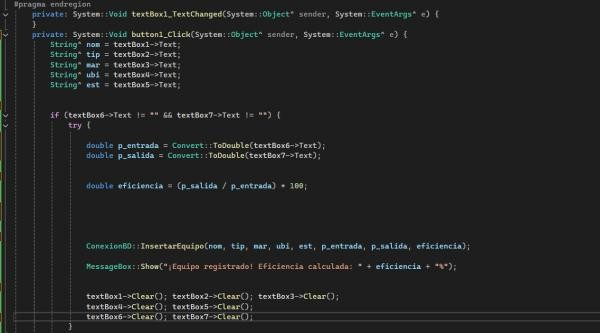 #pragma endregion
private: System::Void textBox1_TextChanged(System::Object^ sender, System::EventArgs^ e) {
}
private: System::Void button1_Click(System::Object^ sender, System::EventArgs^ e) {
String^ nom = textBox1->Text;
String^ tip = textBox2->Text;
String^ mar = textBox3->Text;
String^ ubi = textBox4->Text;
String^ est = textBox5->Text;
if (textBox6->Text != "" && textBox7->Text != "") {
try {
double p_entrada = Convert::ToDouble(textBox6->Text);
double p_salida = Convert::ToDouble(textBox7->Text);
double eficiencia = (p_salida / p_entrada) * 100;
ConexionBD::InsertarEquipo(nom, tip, mar, ubi, est, p_entrada, p_salida, eficiencia);
MessageBox::Show("¡Equipo registrado! Eficiencia calculada: " + eficiencia + "%");
textBox1->Clear(); textBox2->Clear(); textBox3->Clear();
textBox4->Clear(); textBox5->Clear();
textBox6->Clear(); textBox7->Clear();
}